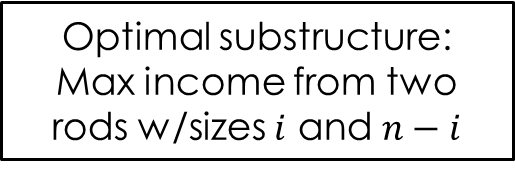 Optimal substructure:
Max income from two
rods w/sizes i and n − i